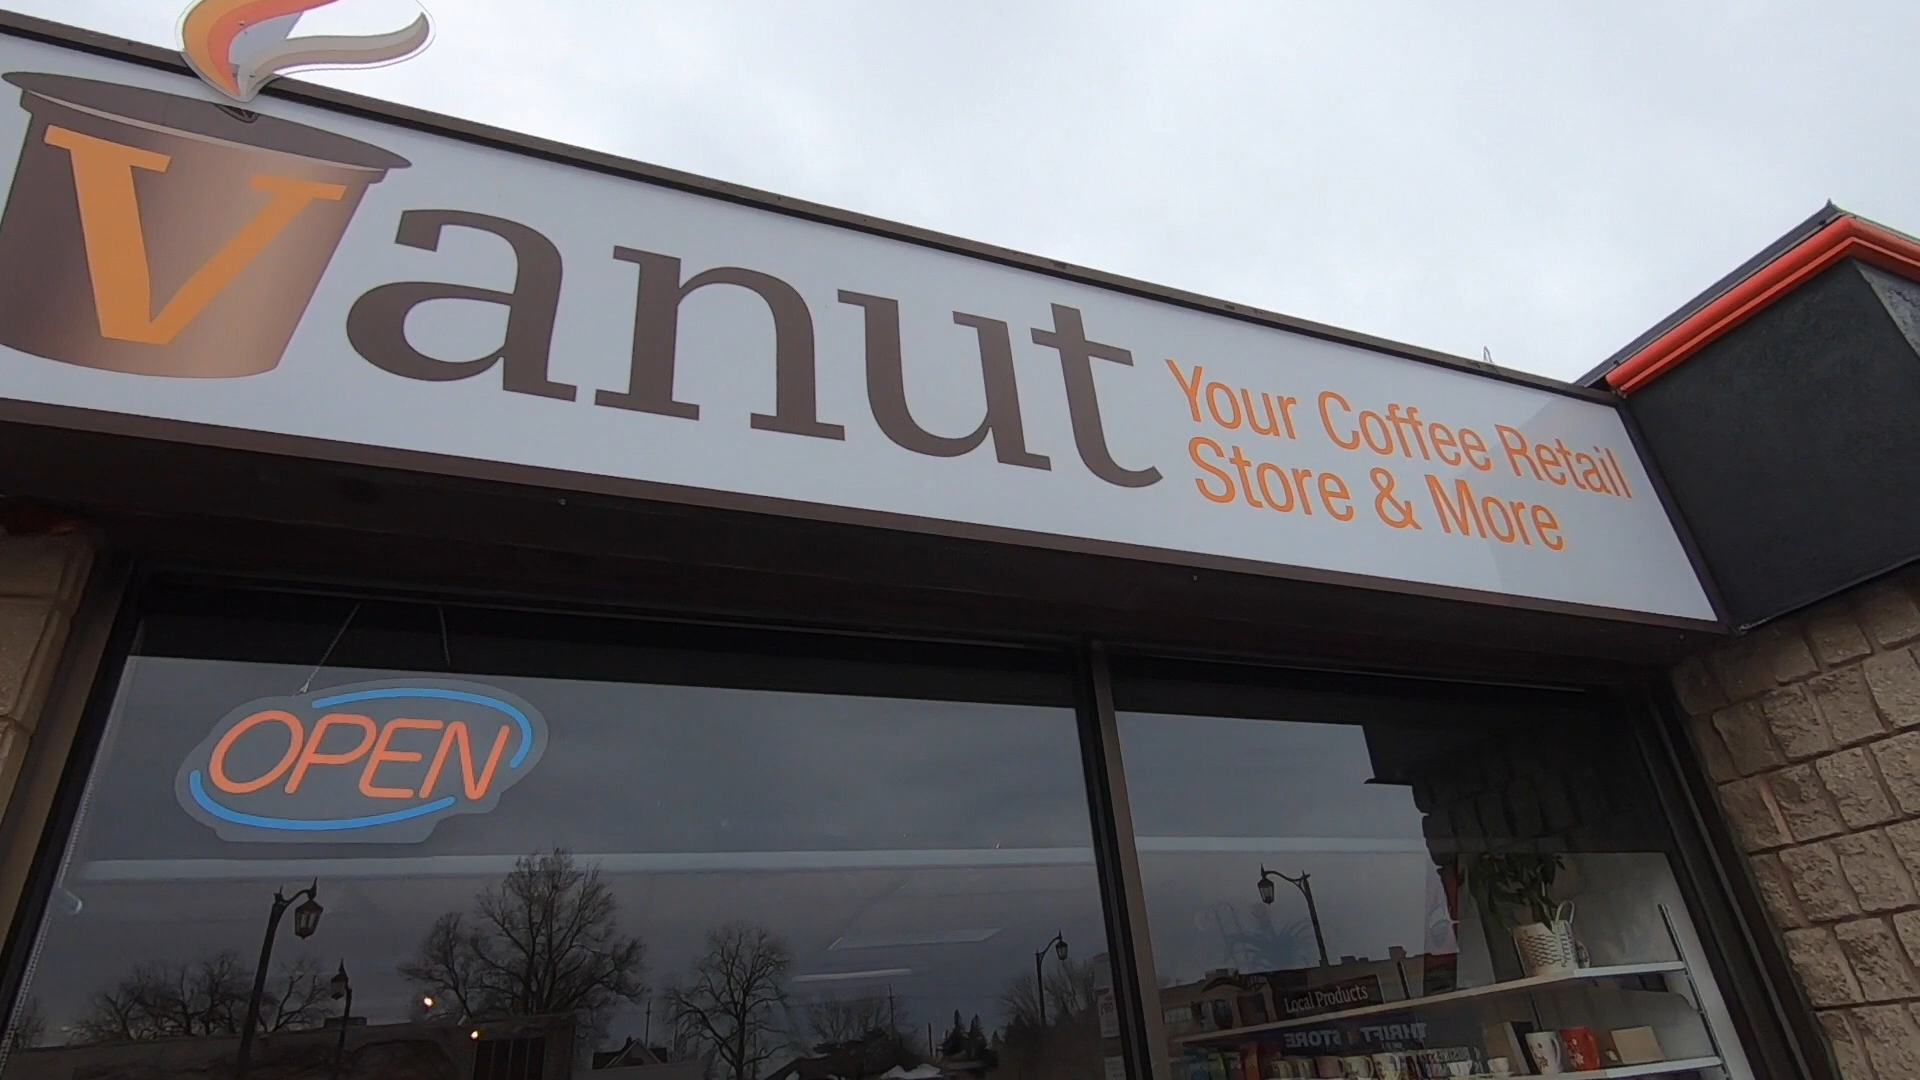 Vanut
Your Coffee Retail
Store & More
OPEN
Local Products
THRIFT STORE